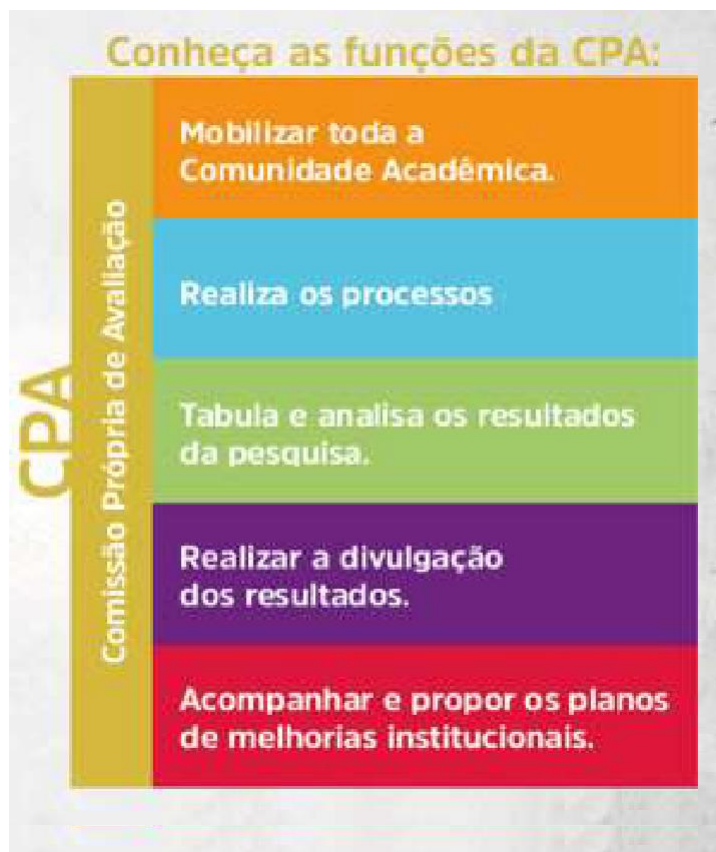 Conheça as funções da CPA:
CPA
Comissão Própria de Avaliação
Mobilizar toda a
Comunidade Acadêmica.
Realiza os processos
Tabula e analisa os resultados
da pesquisa.
Realizar a divulgação
dos resultados.
Acompanhar e propor os planos
de melhorias institucionais.